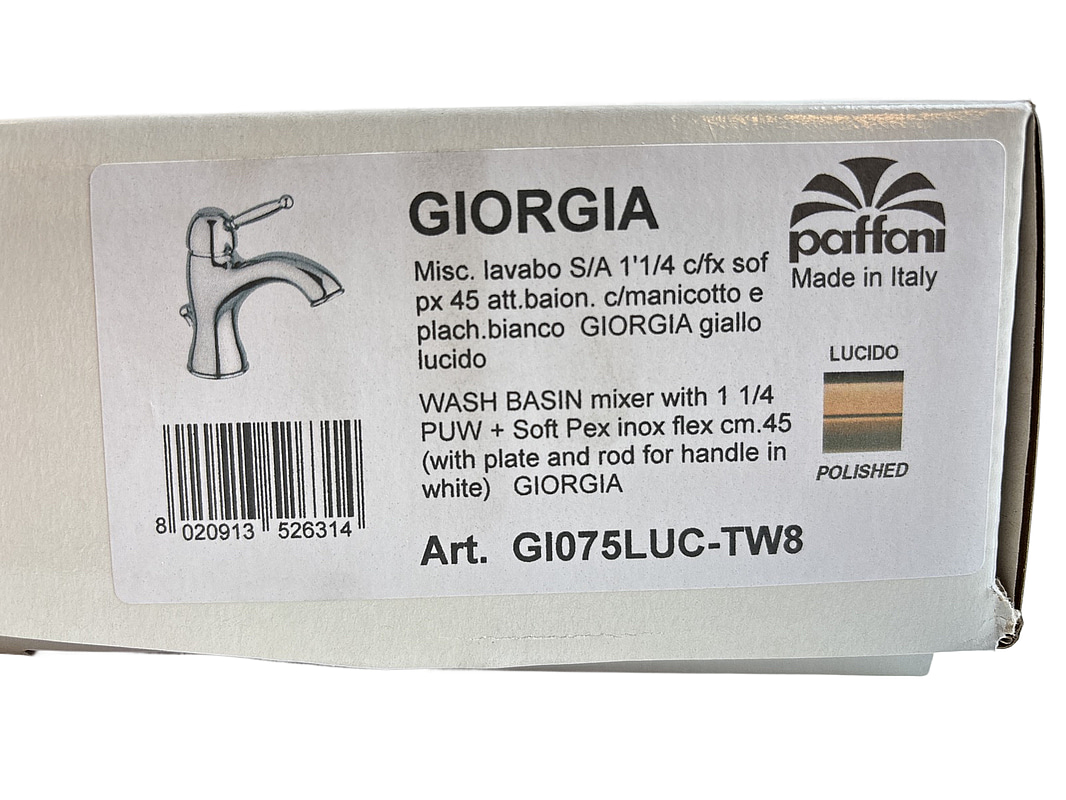 GIORGIA
Misc. lavabo S/A 1'1/4 c/fx sof
px 45 att.baion. c/manicotto e
plach.bianco GIORGIA giallo
lucido
WASH BASIN mixer with 1 1/4
PUW + Soft Pex inox flex cm.45
(with plate and rod for handle in
white) GIORGIA
Art. GI075LUC-TW8
8 020913 526314
paffoni
Made in Italy
LUCIDO
POLISHED